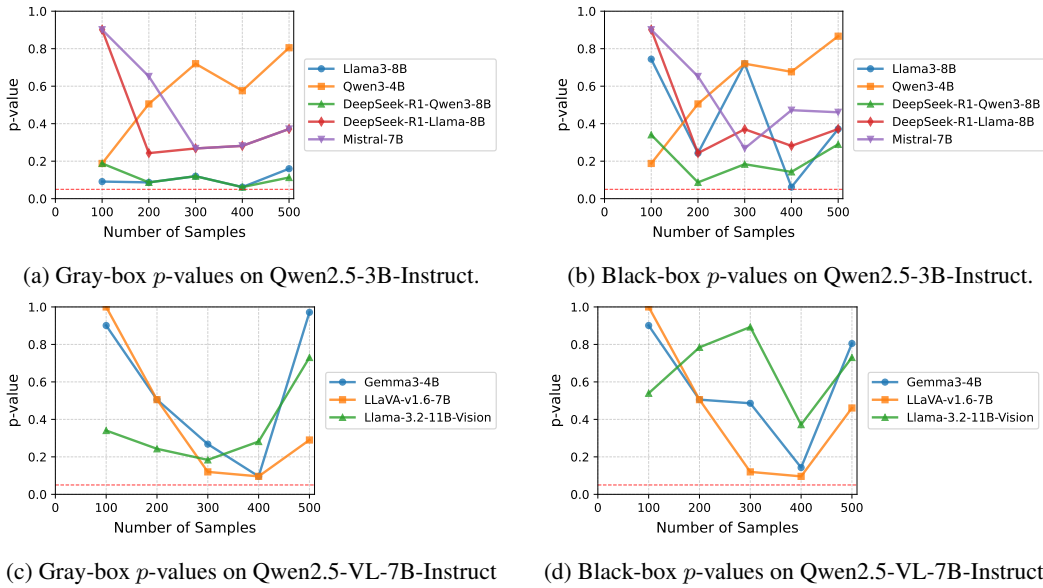 1.0
0.8
0.6
0.4
0.2
0.0
p-value
0 100 200 300 400 500
Number of Samples
Llama3-8B
Qwen3-4B
DeepSeek-R1-Qwen3-8B
DeepSeek-R1-Llama-8B
Mistral-7B
(a) Gray-box p-values on Qwen2.5-3B-Instruct.
1.0
0.8
0.6
0.4
0.2
0.0
p-value
0 100 200 300 400 500
Number of Samples
Llama3-8B
Qwen3-4B
DeepSeek-R1-Qwen3-8B
DeepSeek-R1-Llama-8B
Mistral-7B
(b) Black-box p-values on Qwen2.5-3B-Instruct.
1.0
0.8
0.6
0.4
0.2
0.0
p-value
0 100 200 300 400 500
Number of Samples
Gemma3-4B
LLaVA-v1.6-7B
Llama-3.2-11B-Vision
(c) Gray-box p-values on Qwen2.5-VL-7B-Instruct
1.0
0.8
0.6
0.4
0.2
0.0
p-value
0 100 200 300 400 500
Number of Samples
Gemma3-4B
LLaVA-v1.6-7B
Llama-3.2-11B-Vision
(d) Black-box p-values on Qwen2.5-VL-7B-Instruct